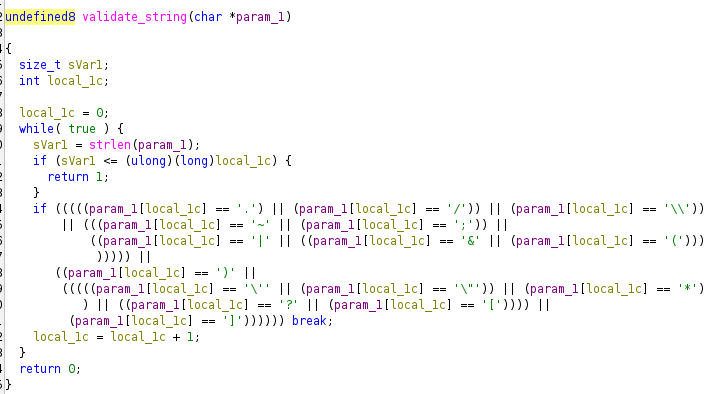 undefined8 validate_string(char *param_1)
{
size_t sVar1;
int local_1c;
local_1c = 0;
while( true ) {
sVar1 = strlen(param_1);
if (sVar1 <= (ulong)(long)local_1c) {
return 1;
}
if (((((param_1[local_1c] == '.') || (param_1[local_1c] == '/')) || (param_1[local_1c] == '\\'))
|| (((param_1[local_1c] == '~' || (param_1[local_1c] == ';')) ||
((param_1[local_1c] == '|' || ((param_1[local_1c] == '&' || (param_1[local_1c] == '(')))
))))) ||
((param_1[local_1c] == ')' ||
(((((param_1[local_1c] == '\'' || (param_1[local_1c] == '\"')) || (param_1[local_1c] == '*')
) || ((param_1[local_1c] == '?' || (param_1[local_1c] == '[')))) ||
(param_1[local_1c] == ']')))))) break;
local_1c = local_1c + 1;
}
return 0;
}